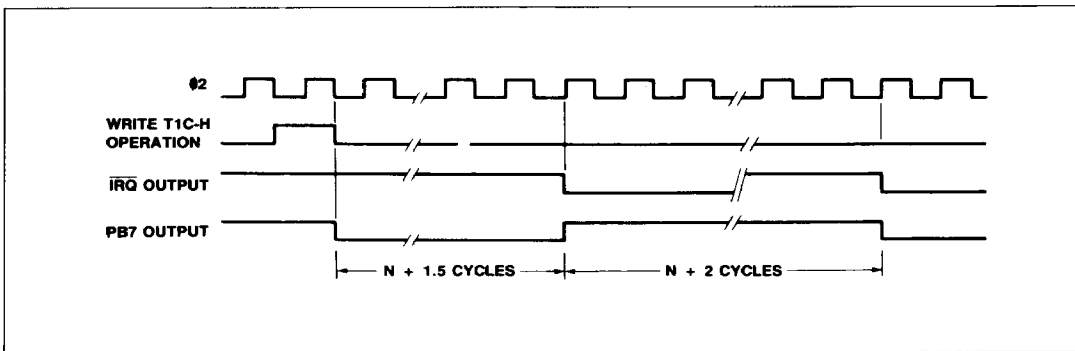 ϕ2
WRITE T1C-H
OPERATION
IRQ OUTPUT
PB7 OUTPUT
N + 1.5 CYCLES
N + 2 CYCLES